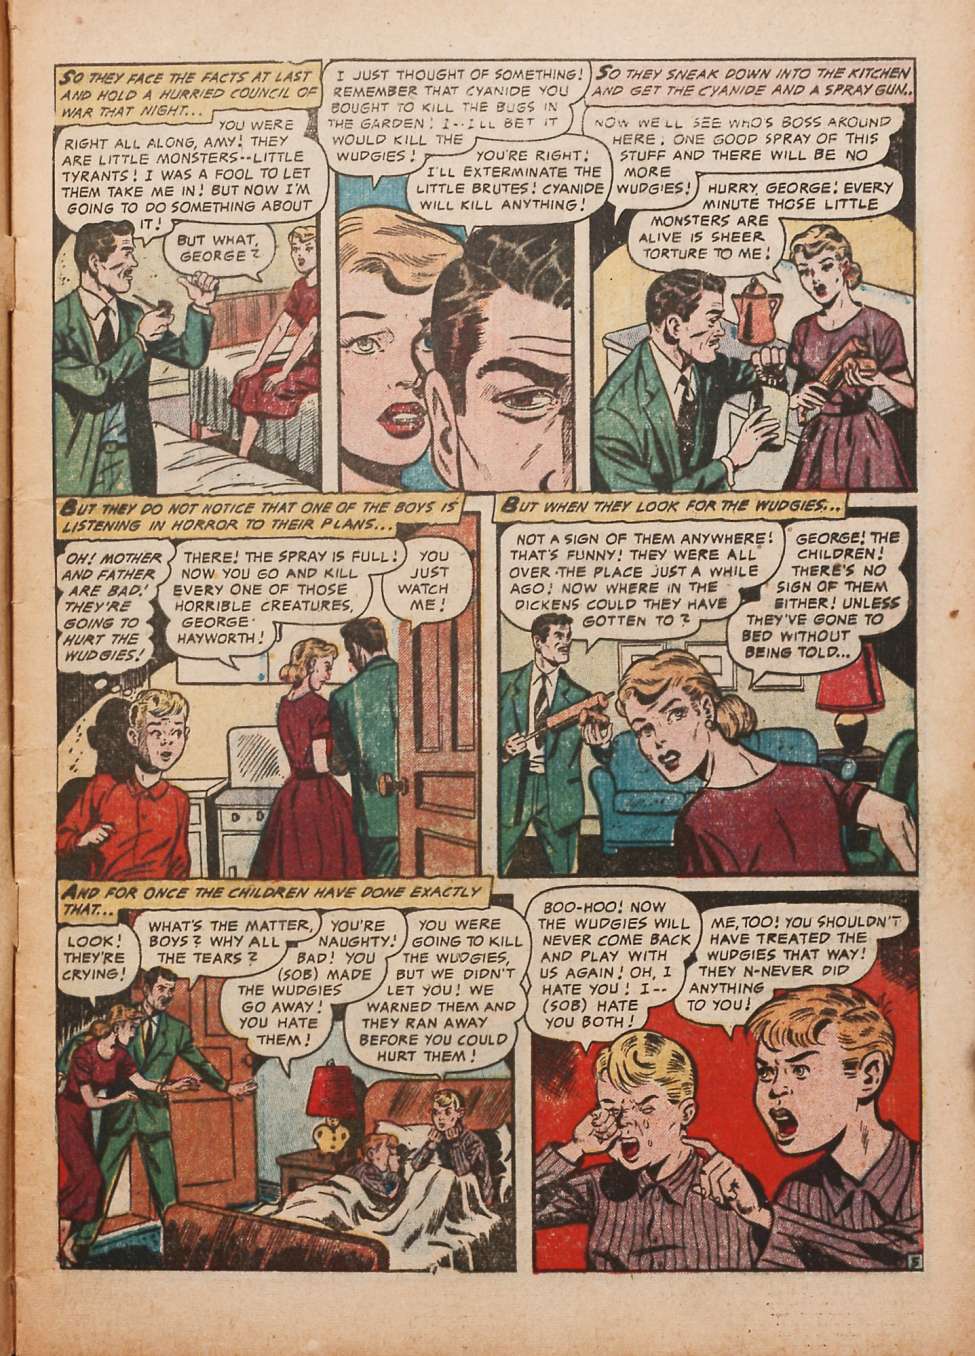 SO THEY FACE THE FACTS AT LAST
AND HOLD A HURRIED COUNCIL OF
WAR THAT NIGHT...
YOU WERE
RIGHT ALL ALONG, AMY! THEY
ARE LITTLE MONSTERS--LITTLE
TYRANTS! I WAS A FOOL TO LET
THEM TAKE ME IN! BUT NOW I'M
GOING TO DO SOMETHING ABOUT
IT!
BUT WHAT,
GEORGE?
I JUST THOUGHT OF SOMETHING!
REMEMBER THAT CYANIDE YOU
BOUGHT TO KILL THE BUGS IN
THE GARDEN! I--I'LL BET IT
WOULD KILL THE
WUDGIES!
YOU'RE RIGHT!
I'LL EXTERMINATE THE
LITTLE BRUTES! CYANIDE
WILL KILL ANYTHING!
SO THEY SNEAK DOWN INTO THE KITCHEN
AND GET THE CYANIDE AND A SPRAY GUN..
NOW WE'LL SEE WHO'S BOSS AROUND
HERE! ONE GOOD SPRAY OF THIS
STUFF AND THERE WILL BE NO
MORE
WUDGIES!
HURRY, GEORGE! EVERY
MINUTE THOSE LITTLE
MONSTERS ARE
ALIVE IS SHEER
TORTURE TO ME!
BUT THEY DO NOT NOTICE THAT ONE OF THE BOYS IS
LISTENING IN HORROR TO THEIR PLANS...
OH! MOTHER
AND FATHER
ARE BAD!
THEY'RE
GOING TO
HURT THE
WUDGIES!
THERE! THE SPRAY IS FULL!
NOW YOU GO AND KILL
EVERY ONE OF THOSE
HORRIBLE CREATURES,
GEORGE
HAYWORTH!
YOU
JUST
WATCH
ME!
BUT WHEN THEY LOOK FOR THE WUDGIES...
NOT A SIGN OF THEM ANYWHERE!
THAT'S FUNNY! THEY WERE ALL
OVER THE PLACE JUST A WHILE
AGO! NOW WHERE IN THE
DICKENS COULD THEY HAVE
GOTTEN TO?
GEORGE! THE
CHILDREN!
THERE'S NO
SIGN OF THEM
EITHER! UNLESS
THEY'VE GONE TO
BED WITHOUT
BEING TOLD...
AND FOR ONCE THE CHILDREN HAVE DONE EXACTLY
THAT...
LOOK!
THEY'RE
CRYING!
WHAT'S THE MATTER,
BOYS? WHY ALL
THE TEARS?
YOU'RE
NAUGHTY!
BAD! YOU
(SOB) MADE
THE WUDGIES
GO AWAY!
YOU HATE
THEM!
YOU WERE
GOING TO KILL
THE WUDGIES,
BUT WE DIDN'T
LET YOU! WE
WARNED THEM AND
THEY RAN AWAY
BEFORE YOU COULD
HURT THEM!
BOO-HOO! NOW
THE WUDGIES WILL
NEVER COME BACK
AND PLAY WITH
US AGAIN! OH, I
HATE YOU! I--
(SOB) HATE
YOU BOTH!
ME, TOO! YOU SHOULDN'T
HAVE TREATED THE
WUDGIES THAT WAY!
THEY N-NEVER DID
ANYTHING
TO YOU!
5